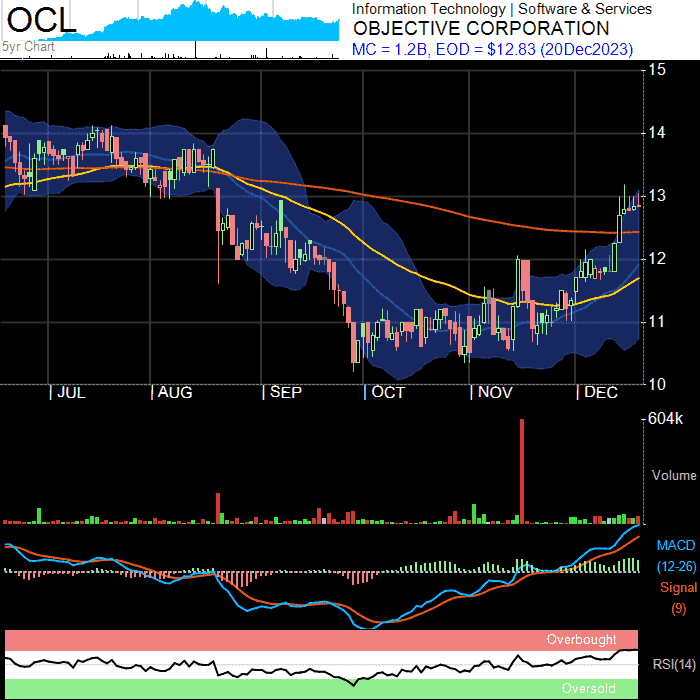 OCL
5yr Chart
Information Technology | Software & Services
OBJECTIVE CORPORATION
MC = 1.2B, EOD = $12.83 (20Dec2023)
15
14
13
12
11
10
| JUL | AUG | SEP | OCT | NOV | DEC
604k
Volume
MACD
(12-26)
Signal
(9)
Overbought
RSI(14)
Oversold